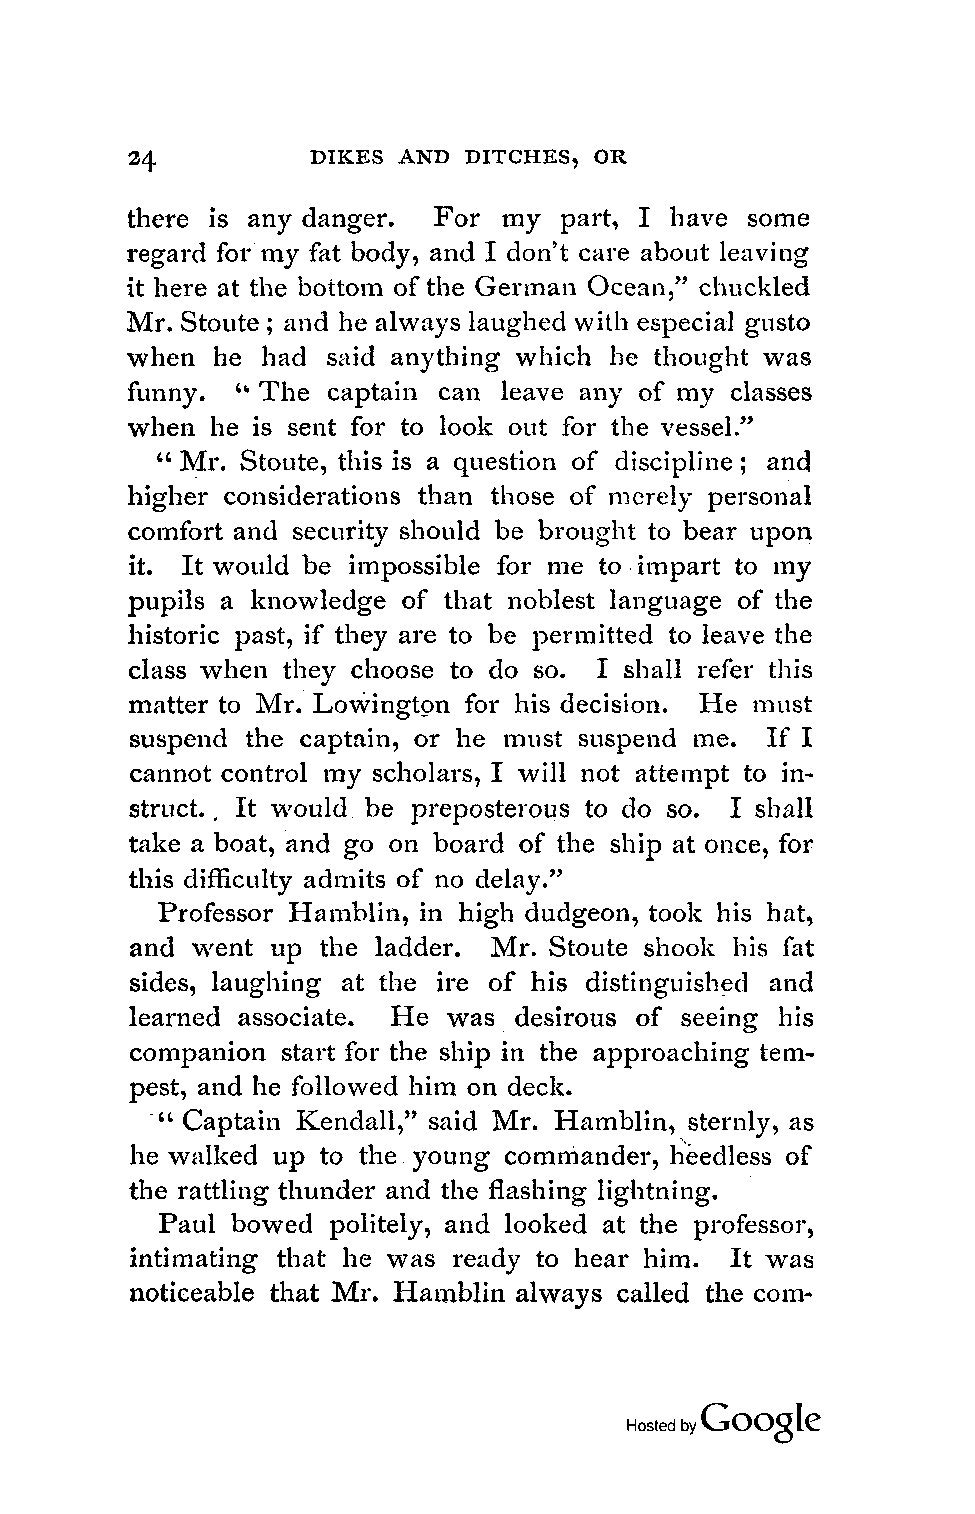 24 DIKES AND DITCHES, OR
there is any danger. For my part, I have some
regard for my fat body, and I don't care about leaving
it here at the bottom of the German Ocean," chuckled
Mr. Stoute; and he always laughed with especial gusto
when he had said anything which he thought was
funny. "The captain can leave any of my classes
when he is sent for to look out for the vessel."
"Mr. Stoute, this is a question of discipline; and
higher considerations than those of merely personal
comfort and security should be brought to bear upon
it. It would be impossible for me to impart to my
pupils a knowledge of that noblest language of the
historic past, if they are to be permitted to leave the
class when they choose to do so. I shall refer this
matter to Mr. Lowington for his decision. He must
suspend the captain, or he must suspend me. If I
cannot control my scholars, I will not attempt to in-
struct. It would be preposterous to do so. I shall
take a boat, and go on board of the ship at once, for
this difficulty admits of no delay."
Professor Hamblin, in high dudgeon, took his hat,
and went up the ladder. Mr. Stoute shook his fat
sides, laughing at the ire of his distinguished and
learned associate. He was desirous of seeing his
companion start for the ship in the approaching tem-
pest, and he followed him on deck.
"Captain Kendall," said Mr. Hamblin, sternly, as
he walked up to the young commander, heedless of
the rattling thunder and the flashing lightning.
Paul bowed politely, and looked at the professor,
intimating that he was ready to hear him. It was
noticeable that Mr. Hamblin always called the com-
Hosted by Google